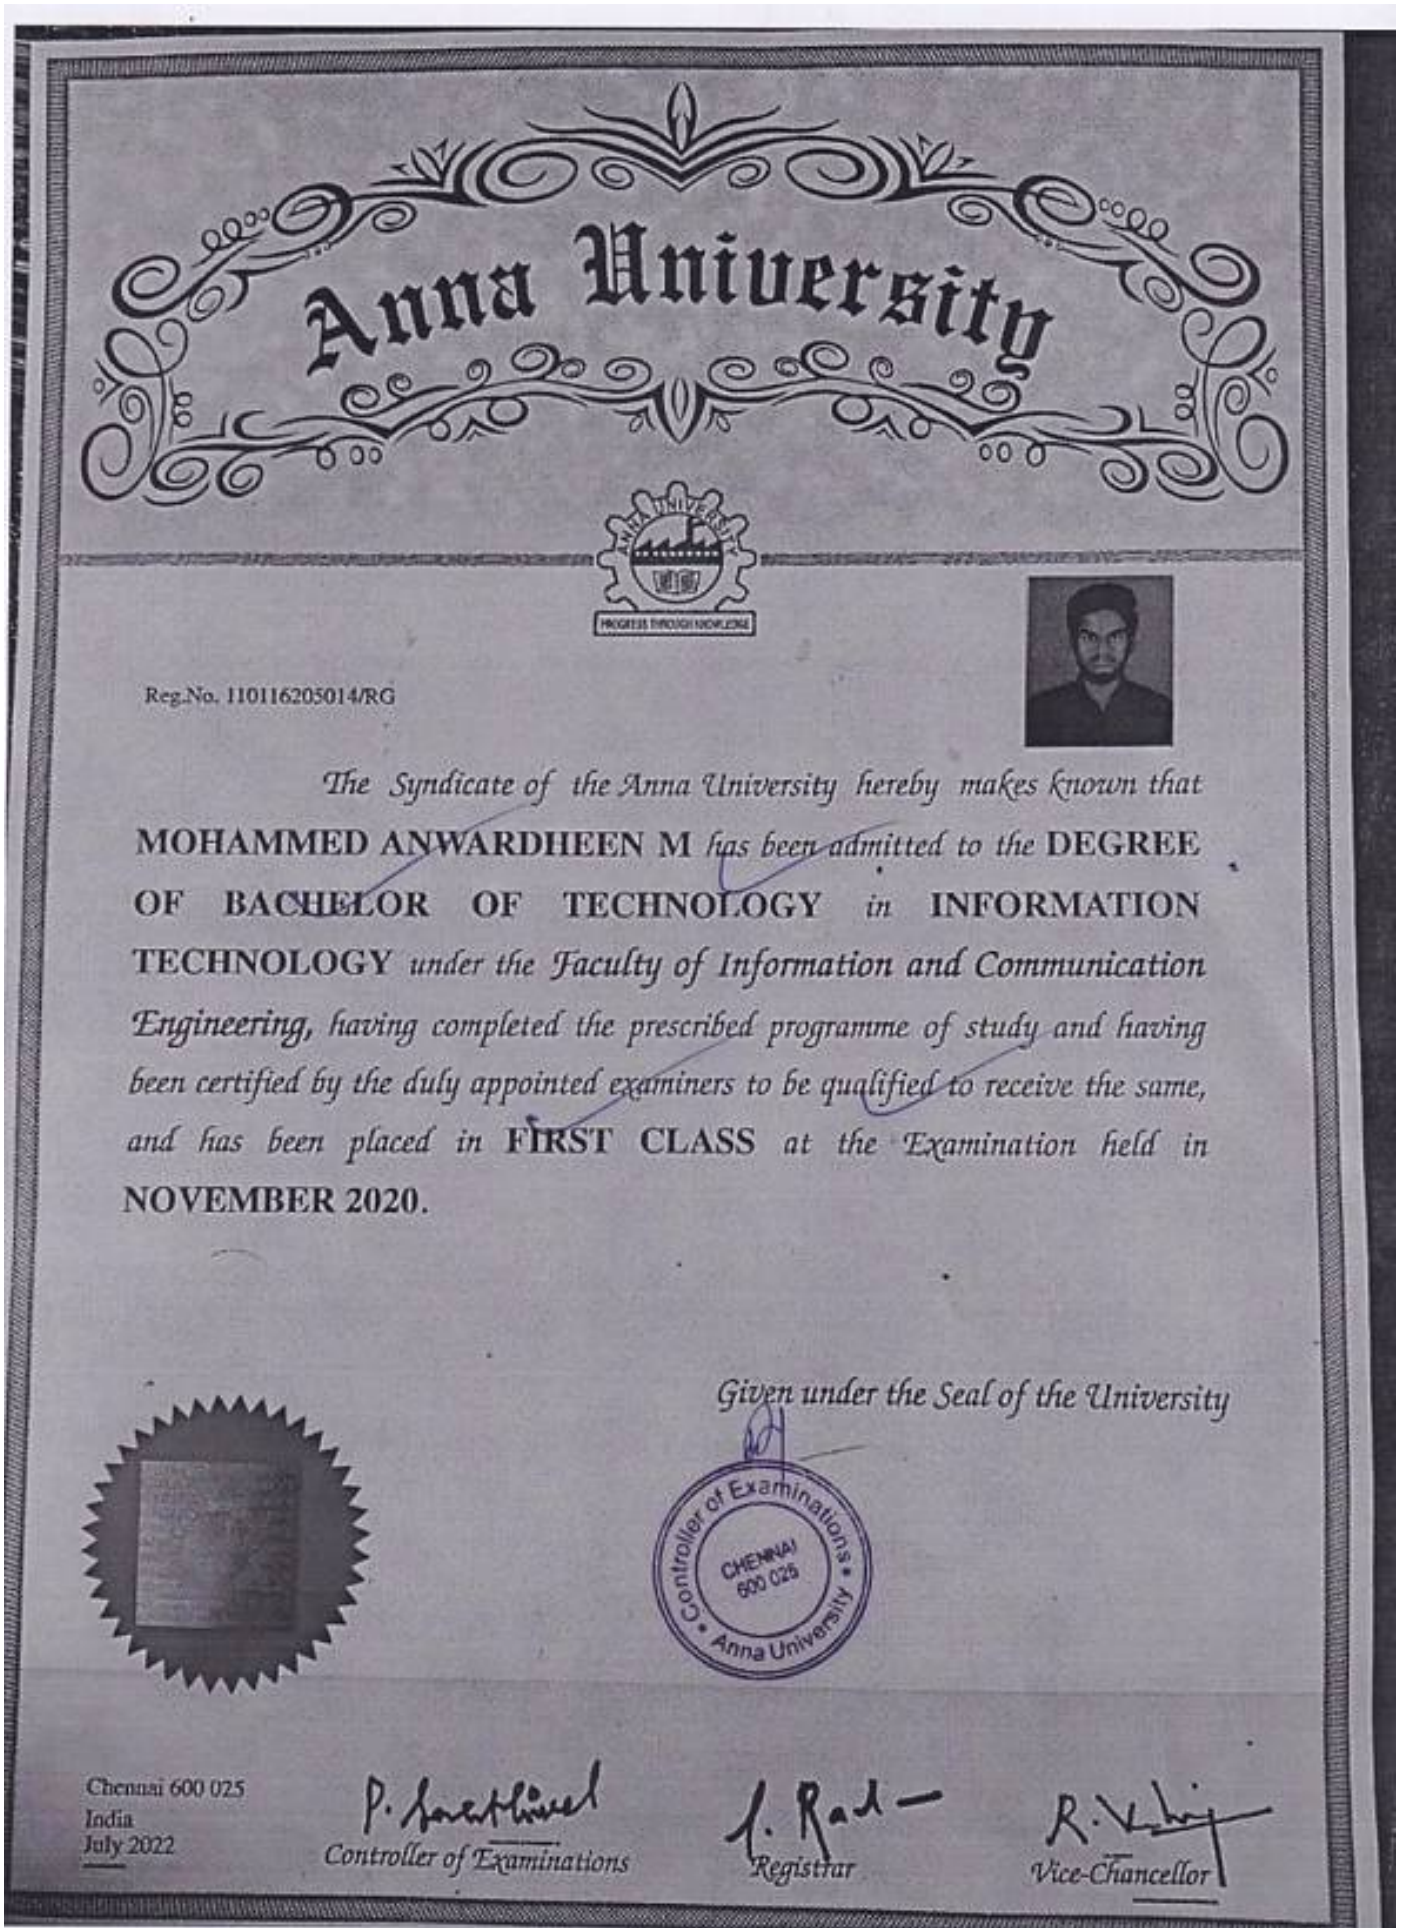 Anna University
ANNA UNIVERSITY
PROGRESS THROUGH KNOWLEDGE
Reg.No. 110116205014/RG
The Syndicate of the Anna University hereby makes known that
MOHAMMED ANWARDHEEN M has been admitted to the DEGREE
OF BACHELOR OF TECHNOLOGY in INFORMATION
TECHNOLOGY under the Faculty of Information and Communication
Engineering, having completed the prescribed programme of study and having
been certified by the duly appointed examiners to be qualified to receive the same,
and has been placed in FIRST CLASS at the Examination held in
NOVEMBER 2020.
Given under the Seal of the University
Controller of Examinations
CHENNAI
600 025
Anna University
Chennai 600 025
India
July 2022
Controller of Examinations
Registrar
R.
Vice-Chancellor